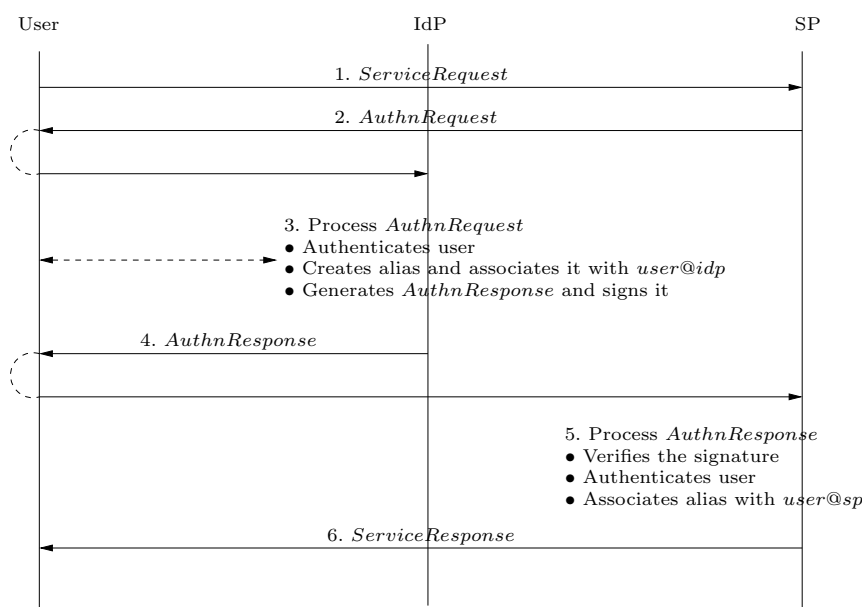 User IdP SP
1. ServiceRequest
2. AuthnRequest
3. Process AuthnRequest
• Authenticates user
• Creates alias and associates it with user@idp
• Generates AuthnResponse and signs it
4. AuthnResponse
5. Process AuthnResponse
• Verifies the signature
• Authenticates user
• Associates alias with user@sp
6. ServiceResponse